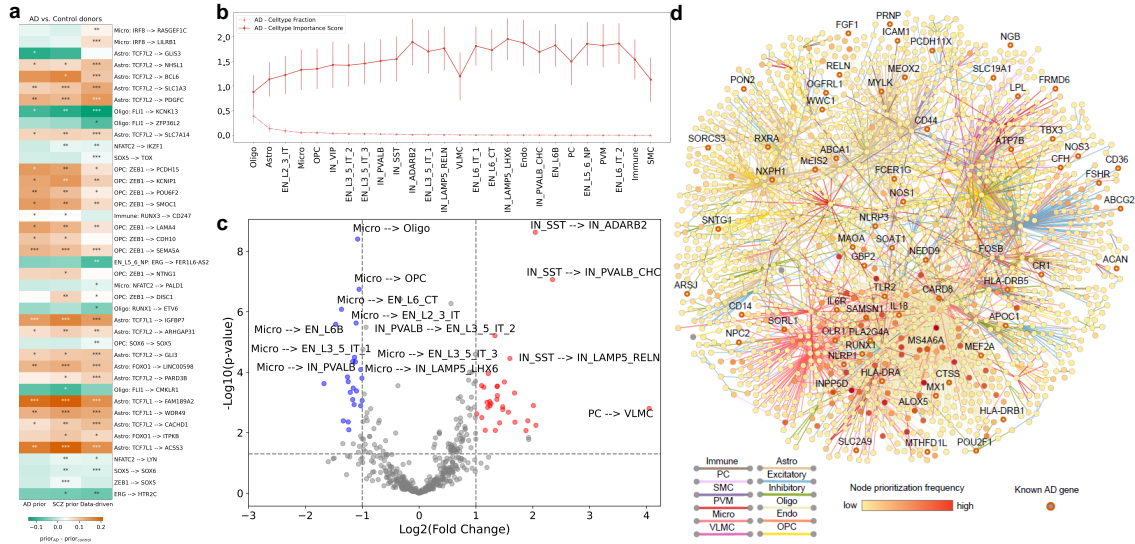 a
AD vs. Control donors
Micro: IRF8 --> RASGEF1C
Micro: IRF8 --> LILRB1
Astro: TCF7L2 --> GLIS3
Astro: TCF7L2 --> NHSL1
Astro: TCF7L2 --> BCL6
Astro: TCF7L2 --> SLC1A3
Astro: TCF7L2 --> PDGFC
Oligo: FLI1 --> KCNK13
Oligo: FLI1 --> ZFP36L2
Astro: TCF7L2 --> SLC7A14
NFATC2 --> IKZF1
SOX5 --> TOX
OPC: ZEB1 --> PCDH15
OPC: ZEB1 --> KCNIP1
OPC: ZEB1 --> POU6F2
OPC: ZEB1 --> SMOC1
Immune: RUNX3 --> CD247
OPC: ZEB1 --> LAMA4
OPC: ZEB1 --> CDH10
OPC: ZEB1 --> SEMA5A
EN_L5_6_NP: ERG --> FER1L6-AS2
OPC: ZEB1 --> NTNG1
Micro: NFATC2 --> PALD1
OPC: ZEB1 --> DISC1
Oligo: RUNX1 --> ETV6
Astro: TCF7L1 --> IGFBP7
Astro: TCF7L2 --> ARHGAP31
OPC: SOX6 --> SOX5
Astro: TCF7L2 --> GLI3
Astro: FOXO1 --> LINC00598
Astro: TCF7L2 --> PARD3B
Oligo: FLI1 --> CMKLR1
Astro: TCF7L1 --> FAM189A2
Astro: TCF7L1 --> WDR49
Astro: TCF7L2 --> CACHD1
Astro: FOXO1 --> ITPKB
Astro: TCF7L1 --> ACSS3
NFATC2 --> LYN
SOX5 --> SOX6
ZEB1 --> SOX5
ERG --> HTR2C
AD prior SCZ prior Data-driven
−0.1 0.0 0.1 0.2
prior_AD - prior_control
b
AD - Celltype Fraction
AD - Celltype Importance Score
2,0
1,5
1,0
0,5
0,0
Oligo
Astro
EN_L2_3_IT
Micro
OPC
IN_VIP
EN_L3_5_IT_2
EN_L3_5_IT_3
IN_PVALB
IN_SST
IN_ADARB2
EN_L3_5_IT_1
IN_LAMP5_RELN
VLMC
EN_L6_IT_1
EN_L6_CT
IN_LAMP5_LHX6
Endo
IN_PVALB_CHC
EN_L6B
PC
EN_L5_6_NP
PVM
EN_L6_IT_2
Immune
SMC
c
Micro --> Oligo
IN_SST --> IN_ADARB2
Micro --> OPC
IN_SST --> IN_PVALB_CHC
Micro --> EN_L6_CT
Micro --> EN_L2_3_IT
Micro --> EN_L6B
IN_PVALB --> EN_L3_5_IT_2
Micro --> EN_L3_5_IT_1
Micro --> EN_L3_5_IT_3
IN_SST --> IN_LAMP5_RELN
Micro --> IN_PVALB
Micro --> IN_LAMP5_LHX6
PC --> VLMC
-Log10(p-value)
8
6
4
2
0
−3 −2 −1 0 1 2 3 4
Log2(Fold Change)
d
PRNP
FGF1
ICAM1
NGB
PCDH11X
RELN
MEOX2
SLC19A1
PON2
OGFRL1
MYLK
FRMD6
WWC1
LPL
CD44
SORCS3
RXRA
ATP7B
TBX3
ABCA1
NOS3
McIS2
CFH
CD36
NXPH1
FCER1G
FSHR
NOS1
ABCG2
SNTG1
NLRP3
MAOA
SOAT1
NEDD9
FOSB
GBP2
CR1
ACAN
TLR2
CARD8
HLA-DRB5
ARSJ
IL6R
IL18
CD14
SAMSN1
APOC1
SORL1
OLR1
PLA2G4A
NPC2
RUNX1
MS4A6A
NLRP1
MEF2A
HLA-DRA
CTSS
INPP5D
MX1
ALOX5
HLA-DRB1
SLC2A9
MTHFD1L
POU2F1
Immune Astro
PC Excitatory
SMC Inhibitory
PVM Oligo
Micro Endo
VLMC OPC
Node prioritization frequency
low high
Known AD gene